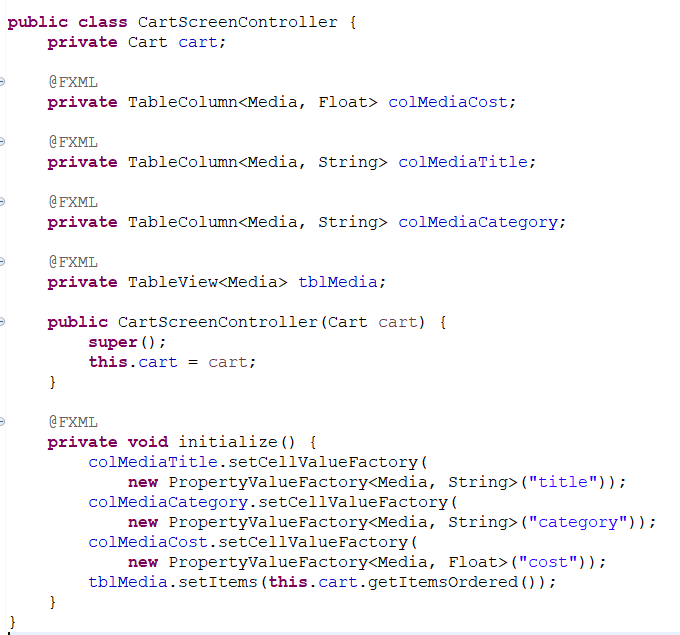 public class CartScreenController {
    private Cart cart;

    @FXML
    private TableColumn<Media, Float> colMediaCost;

    @FXML
    private TableColumn<Media, String> colMediaTitle;

    @FXML
    private TableColumn<Media, String> colMediaCategory;

    @FXML
    private TableView<Media> tblMedia;

    public CartScreenController(Cart cart) {
        super();
        this.cart = cart;
    }

    @FXML
    private void initialize() {
        colMediaTitle.setCellValueFactory(
            new PropertyValueFactory<Media, String>("title"));
        colMediaCategory.setCellValueFactory(
            new PropertyValueFactory<Media, String>("category"));
        colMediaCost.setCellValueFactory(
            new PropertyValueFactory<Media, Float>("cost"));
        tblMedia.setItems(this.cart.getItemsOrdered());
    }
}